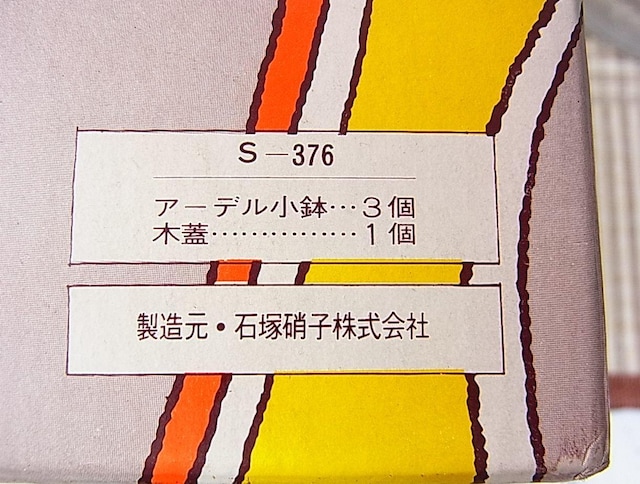 S－376
アーデル小鉢…３個
木蓋……………１個
製造元・石塚硝子株式会社